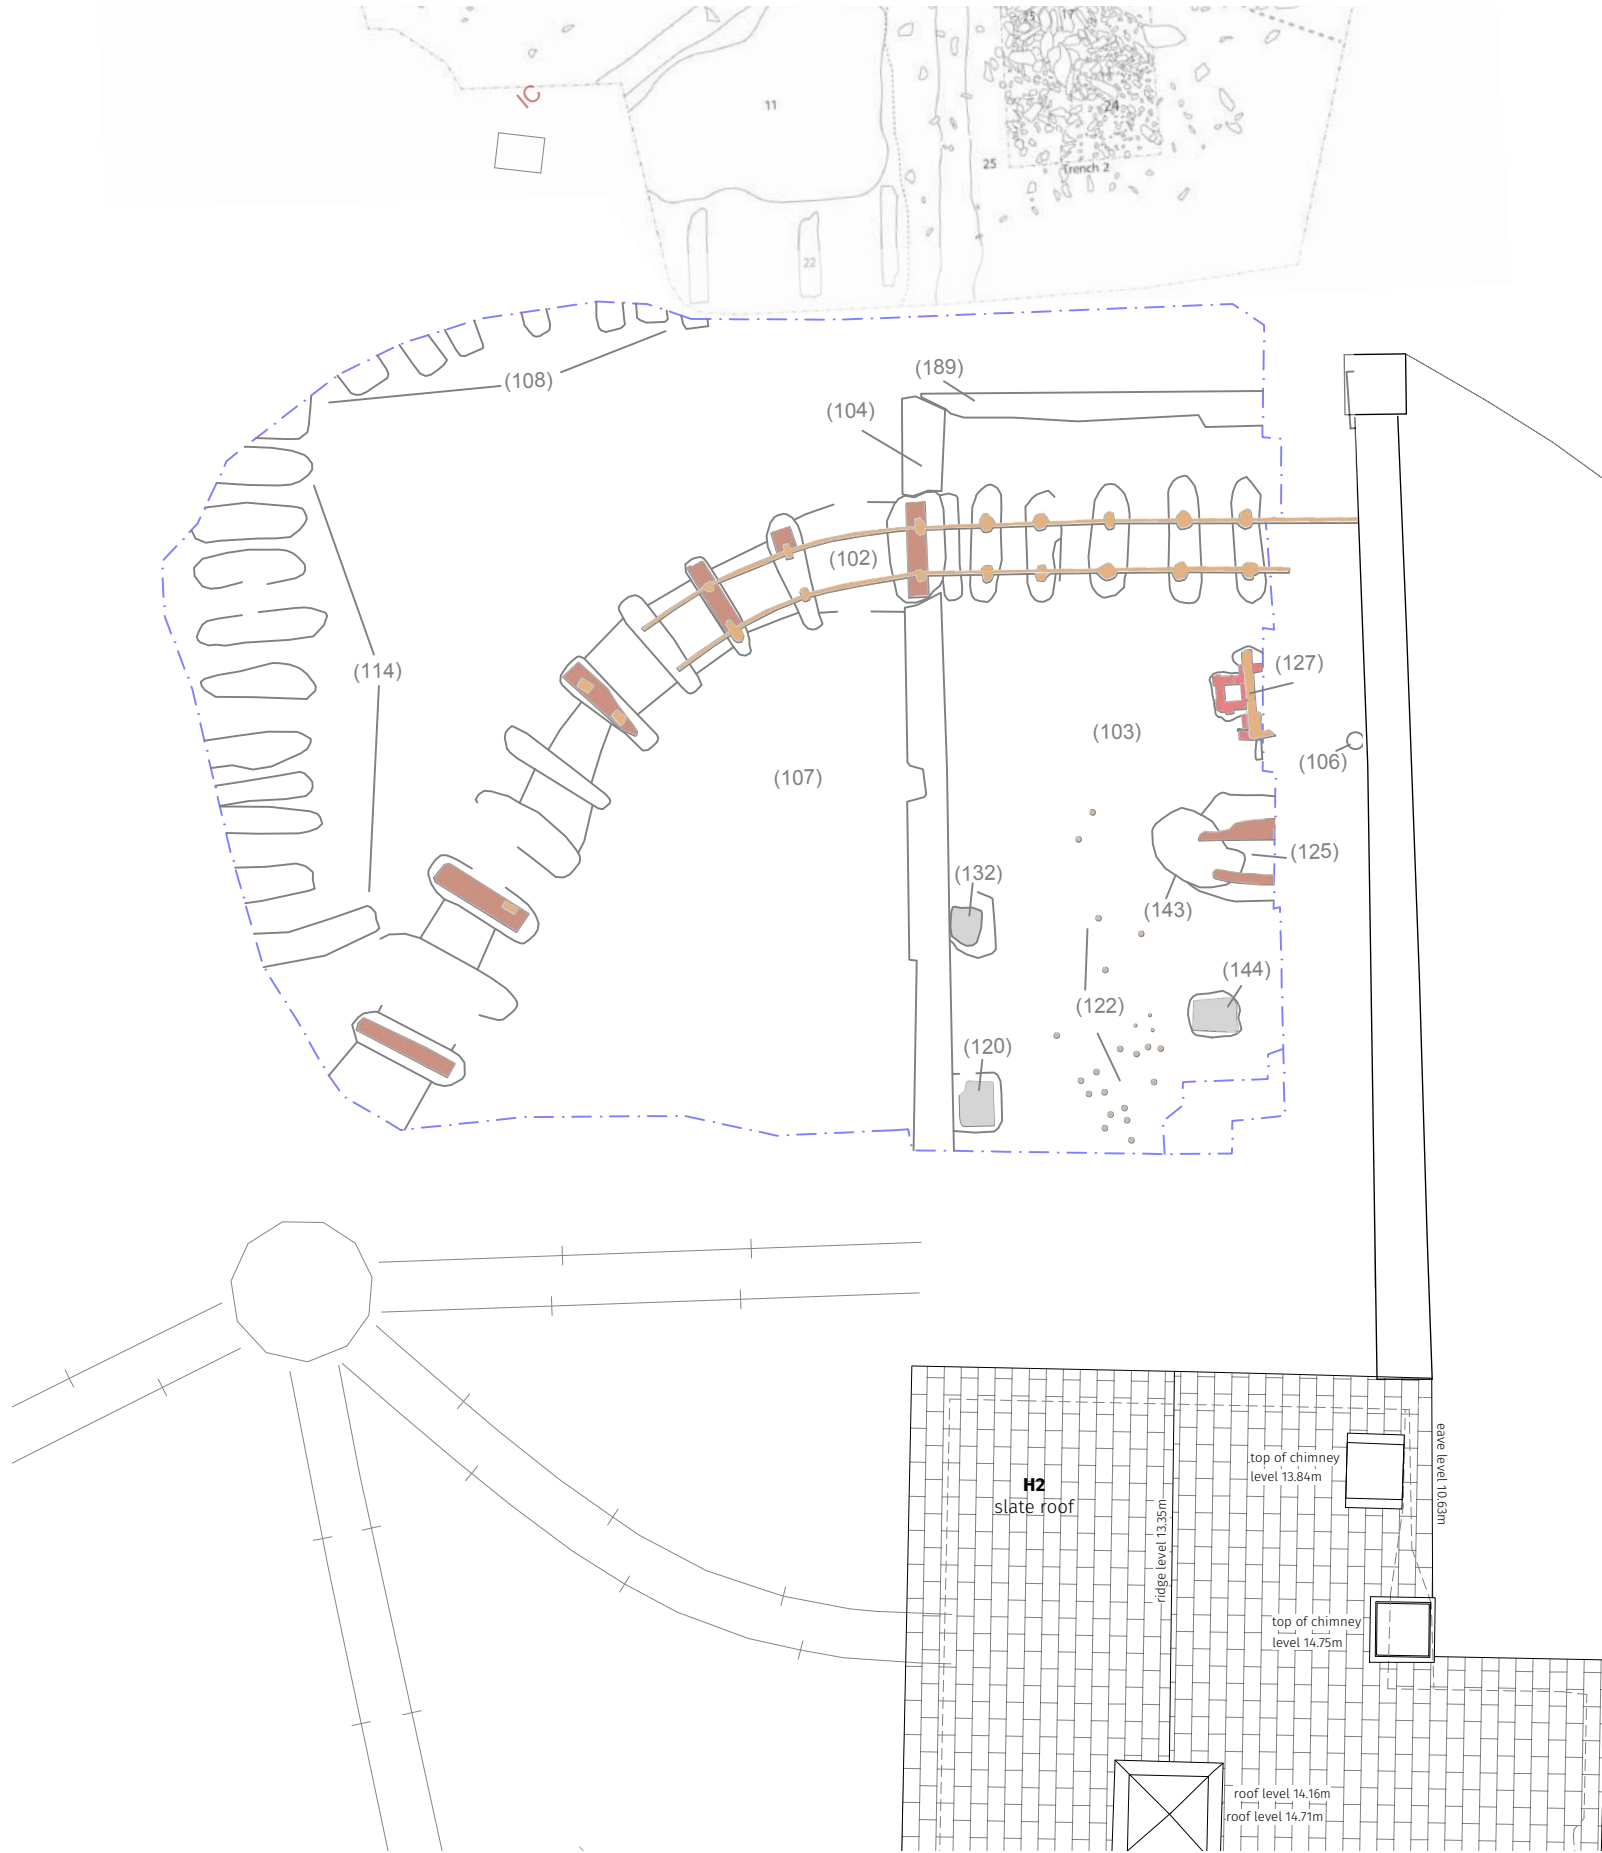 25 17
IC
11
24
25
Trench 2
22
(108)
(189)
(104)
(102)
(127)
(114)
(103)
(106)
(107)
(125)
(132)
(143)
(144)
(122)
(120)
eave level 10.63m
top of chimney
level 13.84m
H2
slate roof
ridge level 13.35m
top of chimney
level 14.75m
roof level 14.16m
roof level 14.71m